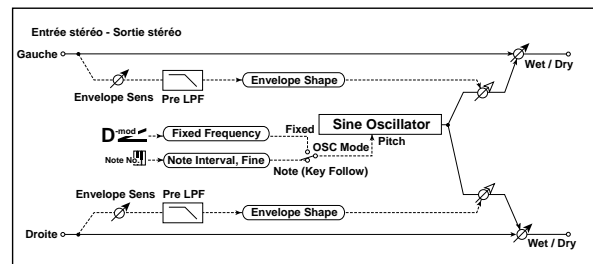 Entrée stéréo - Sortie stéréo
Gauche
Wet / Dry
Envelope Shape
Envelope Sens
Pre LPF
D-mod
Fixed Frequency
Fixed
Sine Oscillator
OSC Mode
Pitch
Note No.
Note Interval, Fine
Note (Key Follow)
Envelope Sens
Pre LPF
Envelope Shape
Droite
Wet / Dry